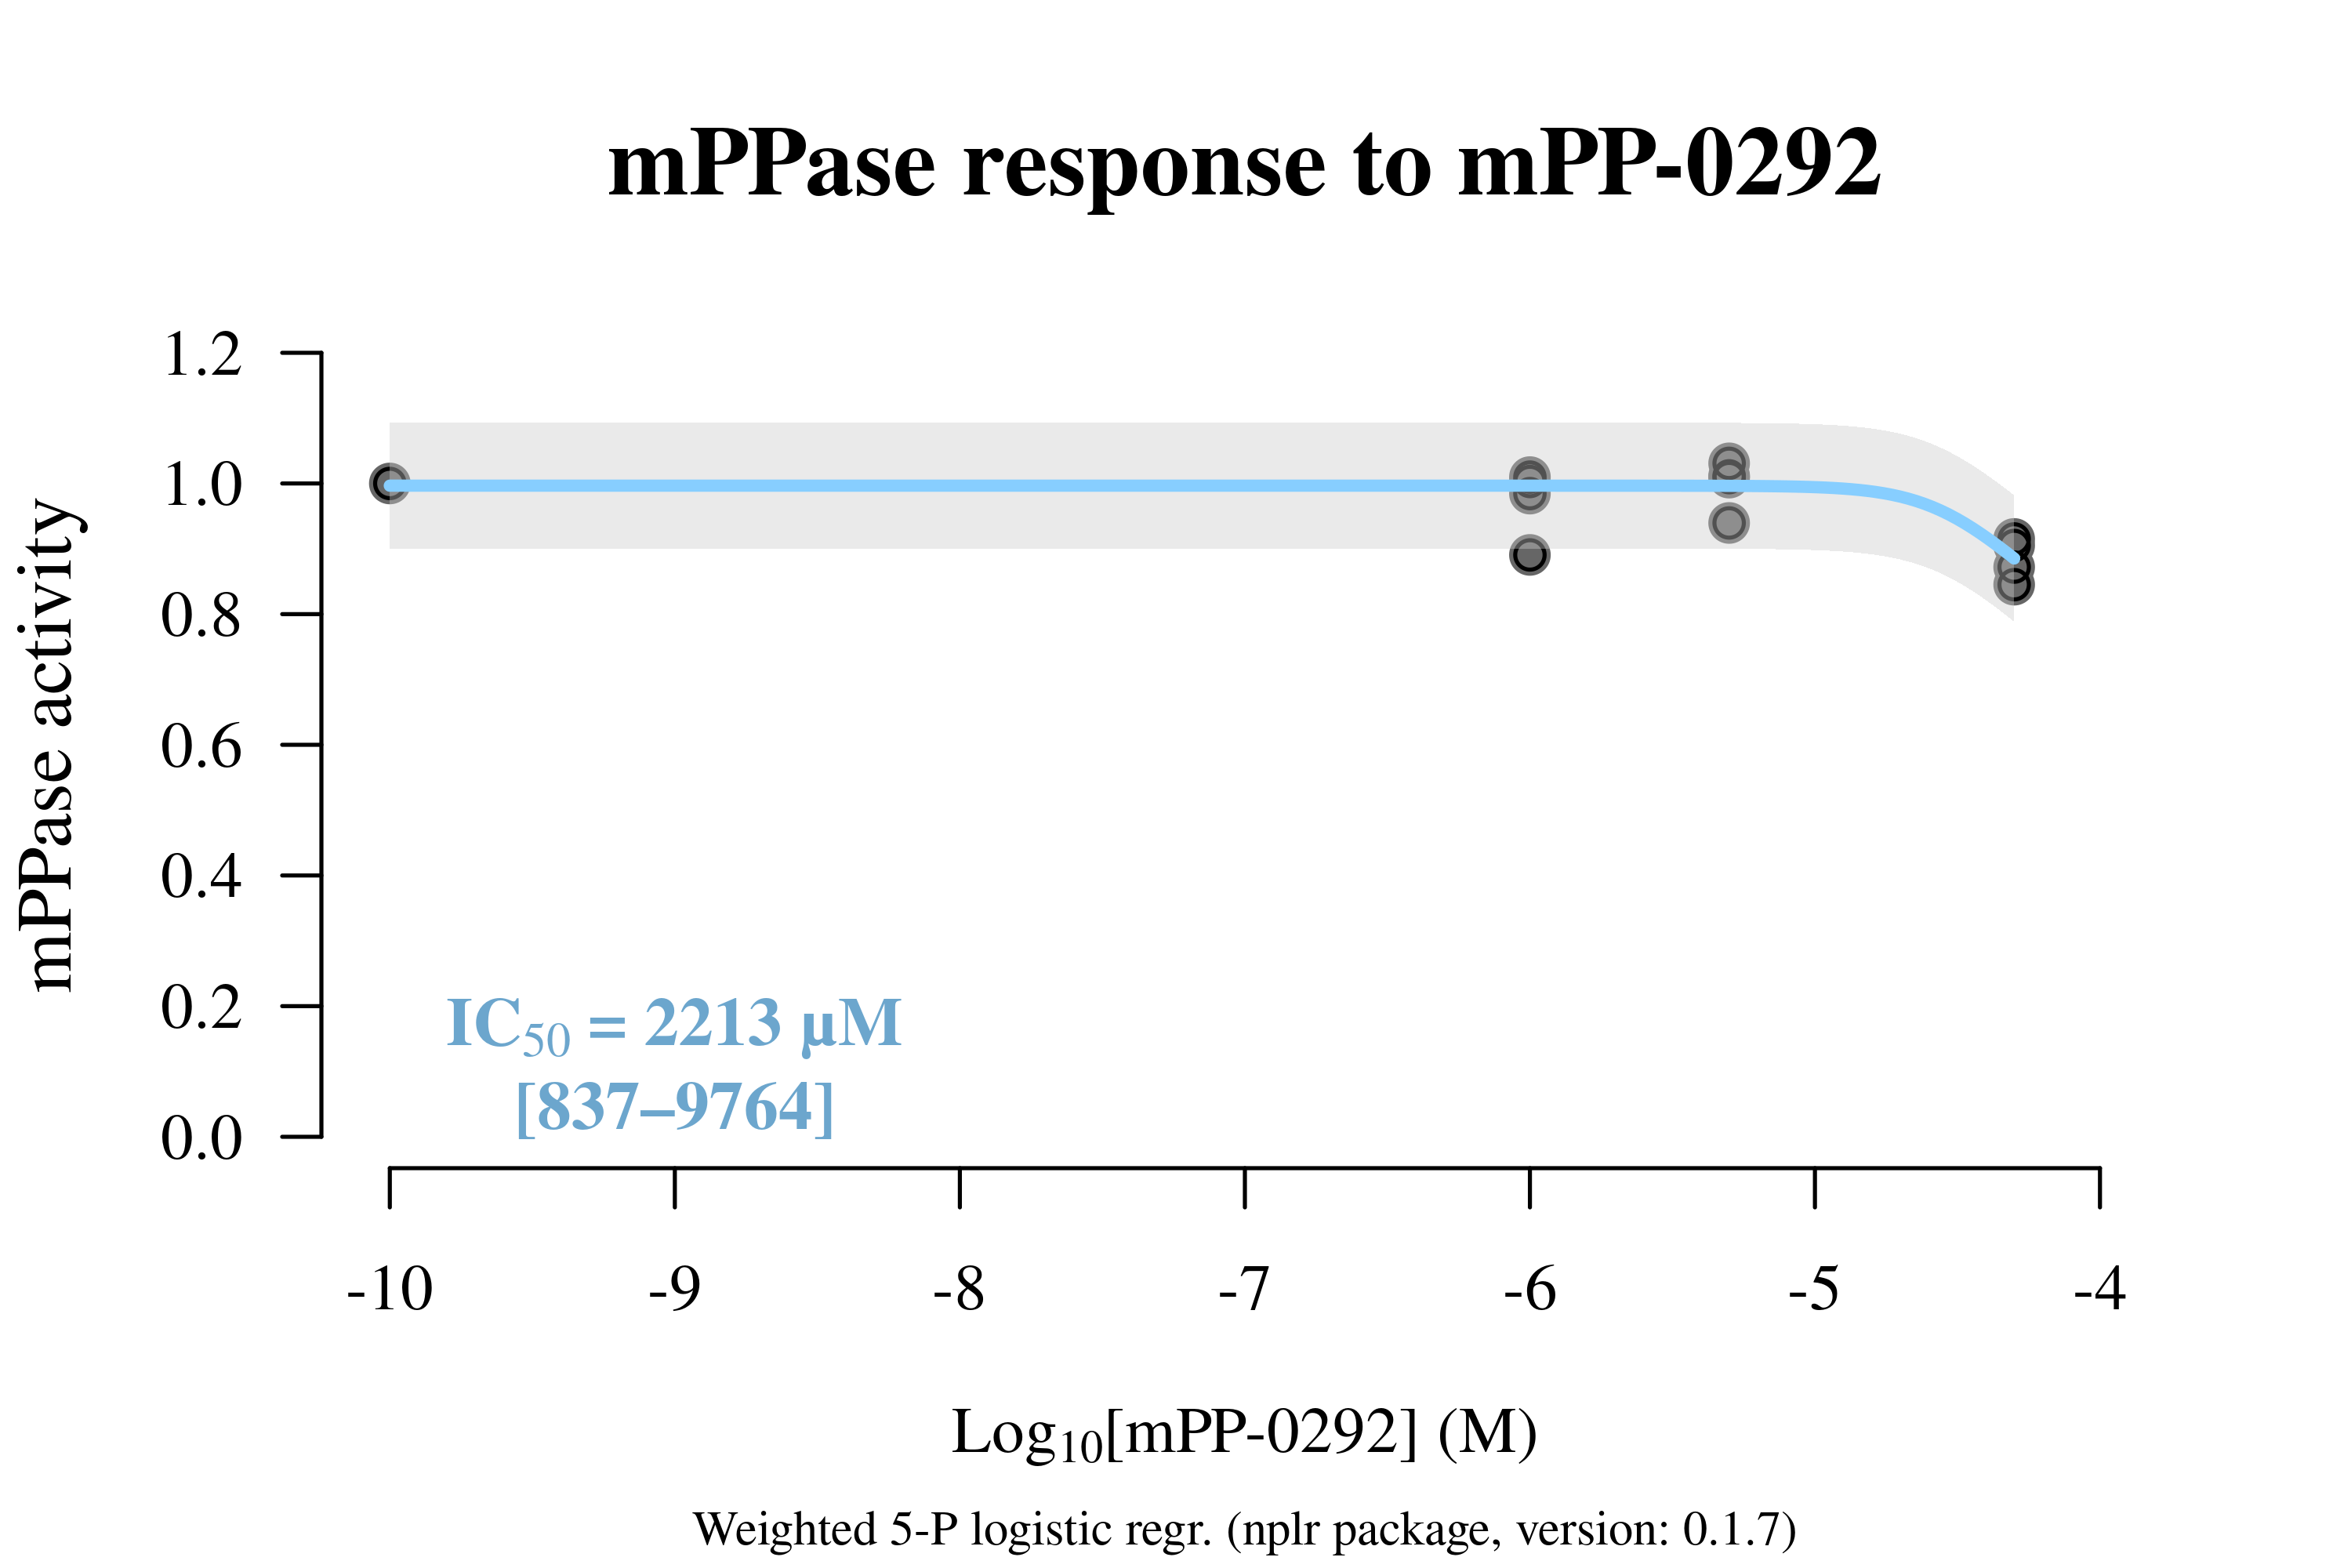 mPPase response to mPP-0292
mPPase activity
1.2
1.0
0.8
0.6
0.4
0.2
0.0
IC50 = 2213 µM
[837–9764]
-10 -9 -8 -7 -6 -5 -4
Log10[mPP-0292] (M)
Weighted 5-P logistic regr. (nplr package, version: 0.1.7)